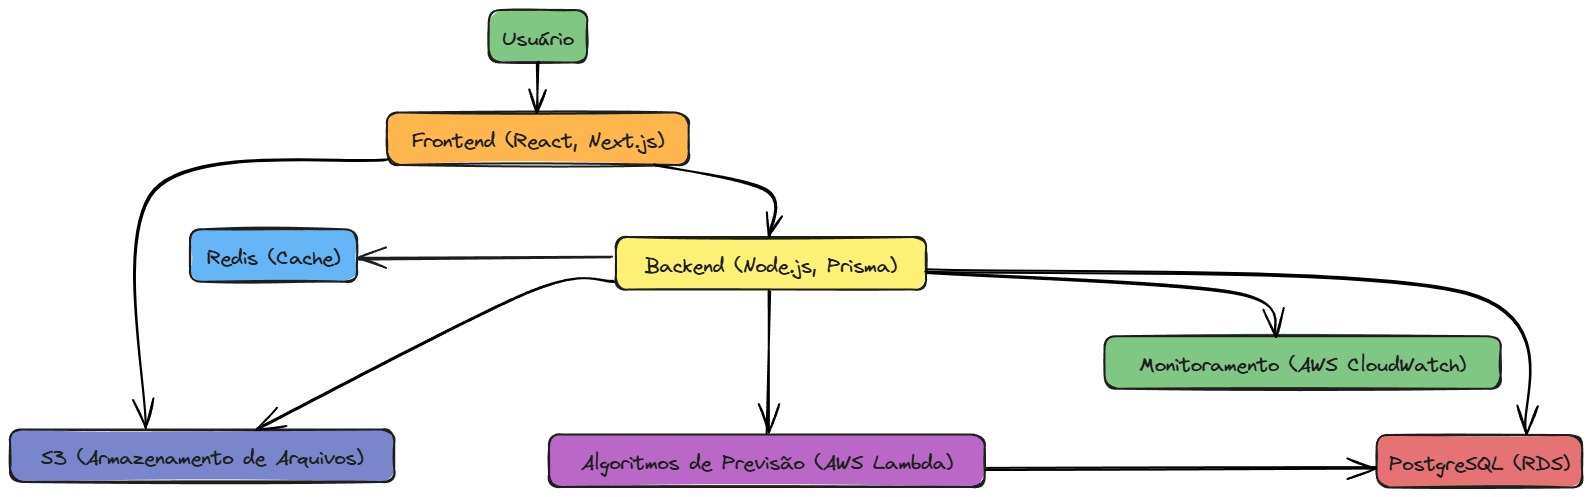 Usuário
Frontend (React, Next.js)
Redis (Cache)
Backend (Node.js, Prisma)
Monitoramento (AWS CloudWatch)
S3 (Armazenamento de Arquivos)
Algoritmos de Previsão (AWS Lambda)
PostgreSQL (RDS)